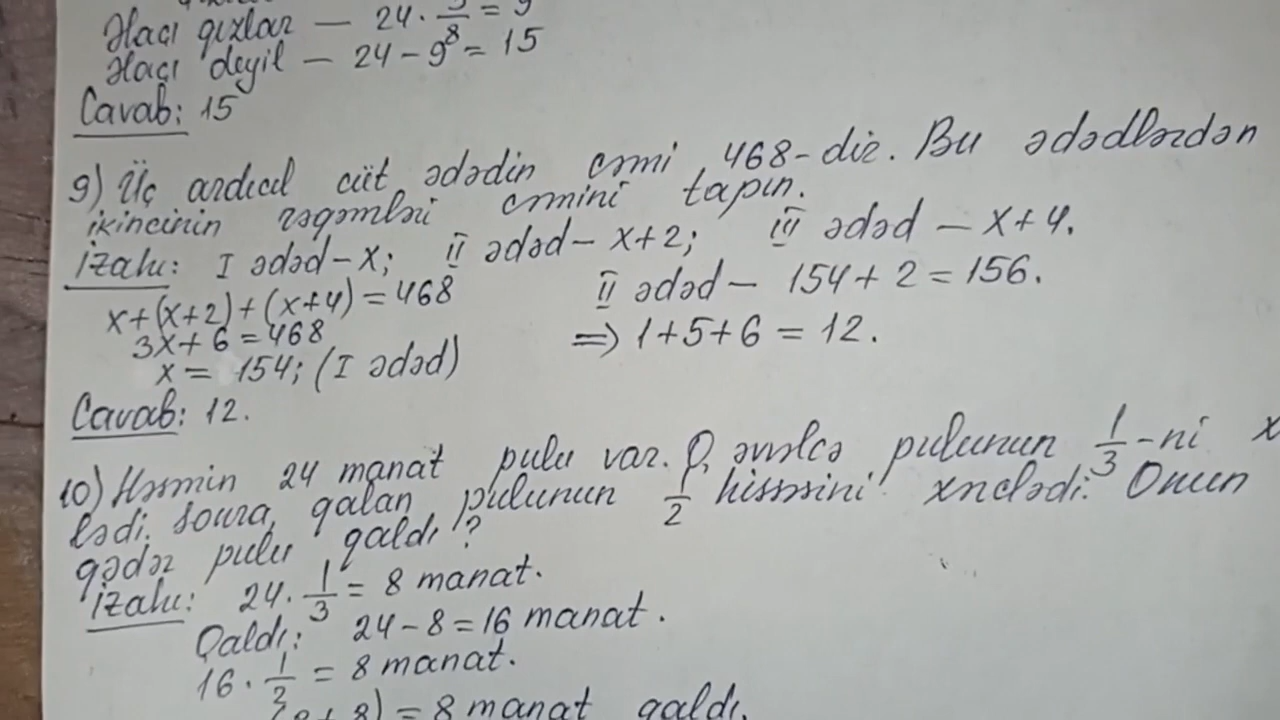 Əlaçı qızlar — 24 · 3/8 = 9
Əlaçı deyil — 24 - 9 = 15
Cavab: 15
9) Üç ardıcıl cüt ədədin cəmi 468-dir. Bu ədədlərdən
ikincinin rəqəmləri cəmini tapın.
İzahı: I ədəd - x; II ədəd - x+2; III ədəd - x+4.
x+(x+2)+(x+4) = 468
3x+6 = 468
x = 154; (I ədəd)
II ədəd - 154+2 = 156.
⇒ 1+5+6 = 12.
Cavab: 12.
10) Həsmin 24 manat pulu var. O, əvvəlcə pulunun 1/3-ni x
lədi. Sonra, qalan pulunun 1/2 hissəsini xərclədi. Onun
qədər pulu qaldı?
İzahı: 24 · 1/3 = 8 manat.
Qaldı: 24 - 8 = 16 manat.
16 · 1/2 = 8 manat.
+ 8) = 8 manat qaldı.